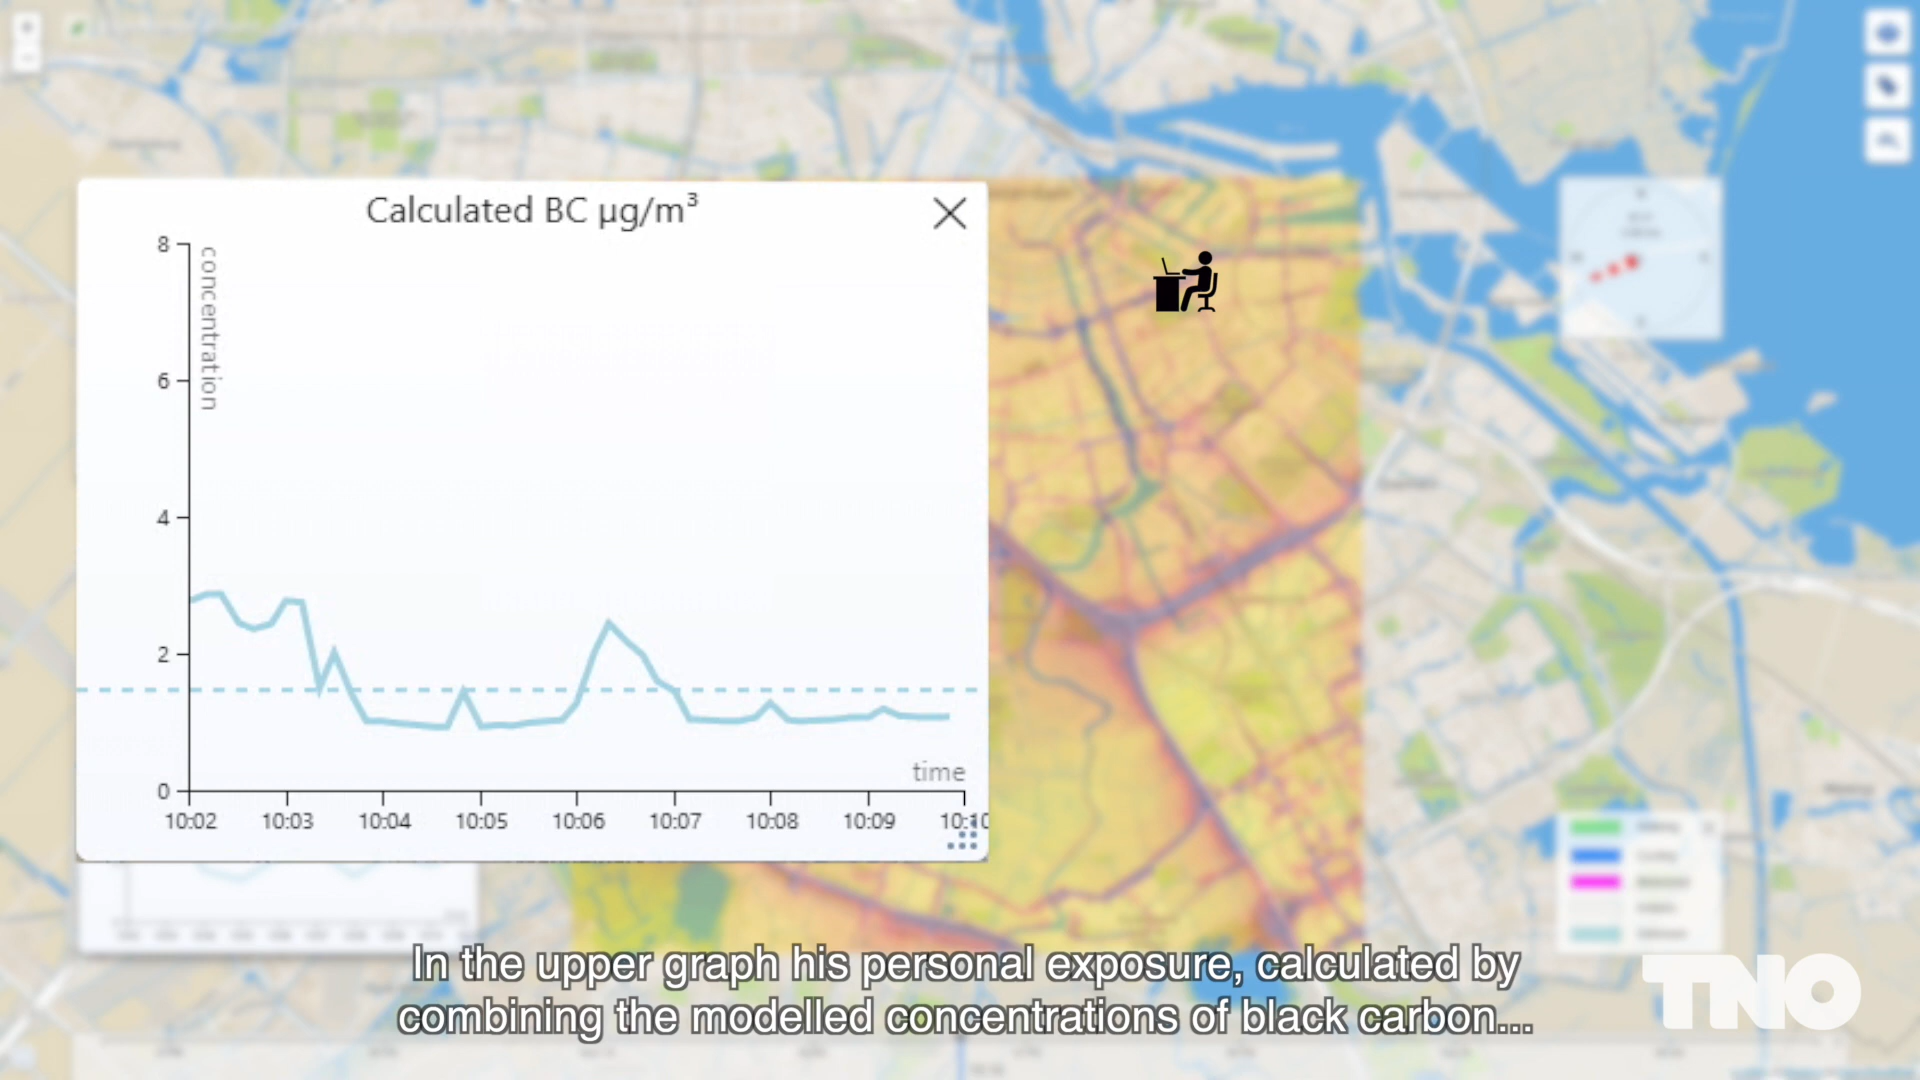 Calculated BC µg/m³
8
concentration
6
4
2
0
time
10:02 10:03 10:04 10:05 10:06 10:07 10:08 10:09 10:10
In the upper graph his personal exposure, calculated by
combining the modelled concentrations of black carbon...
TNO